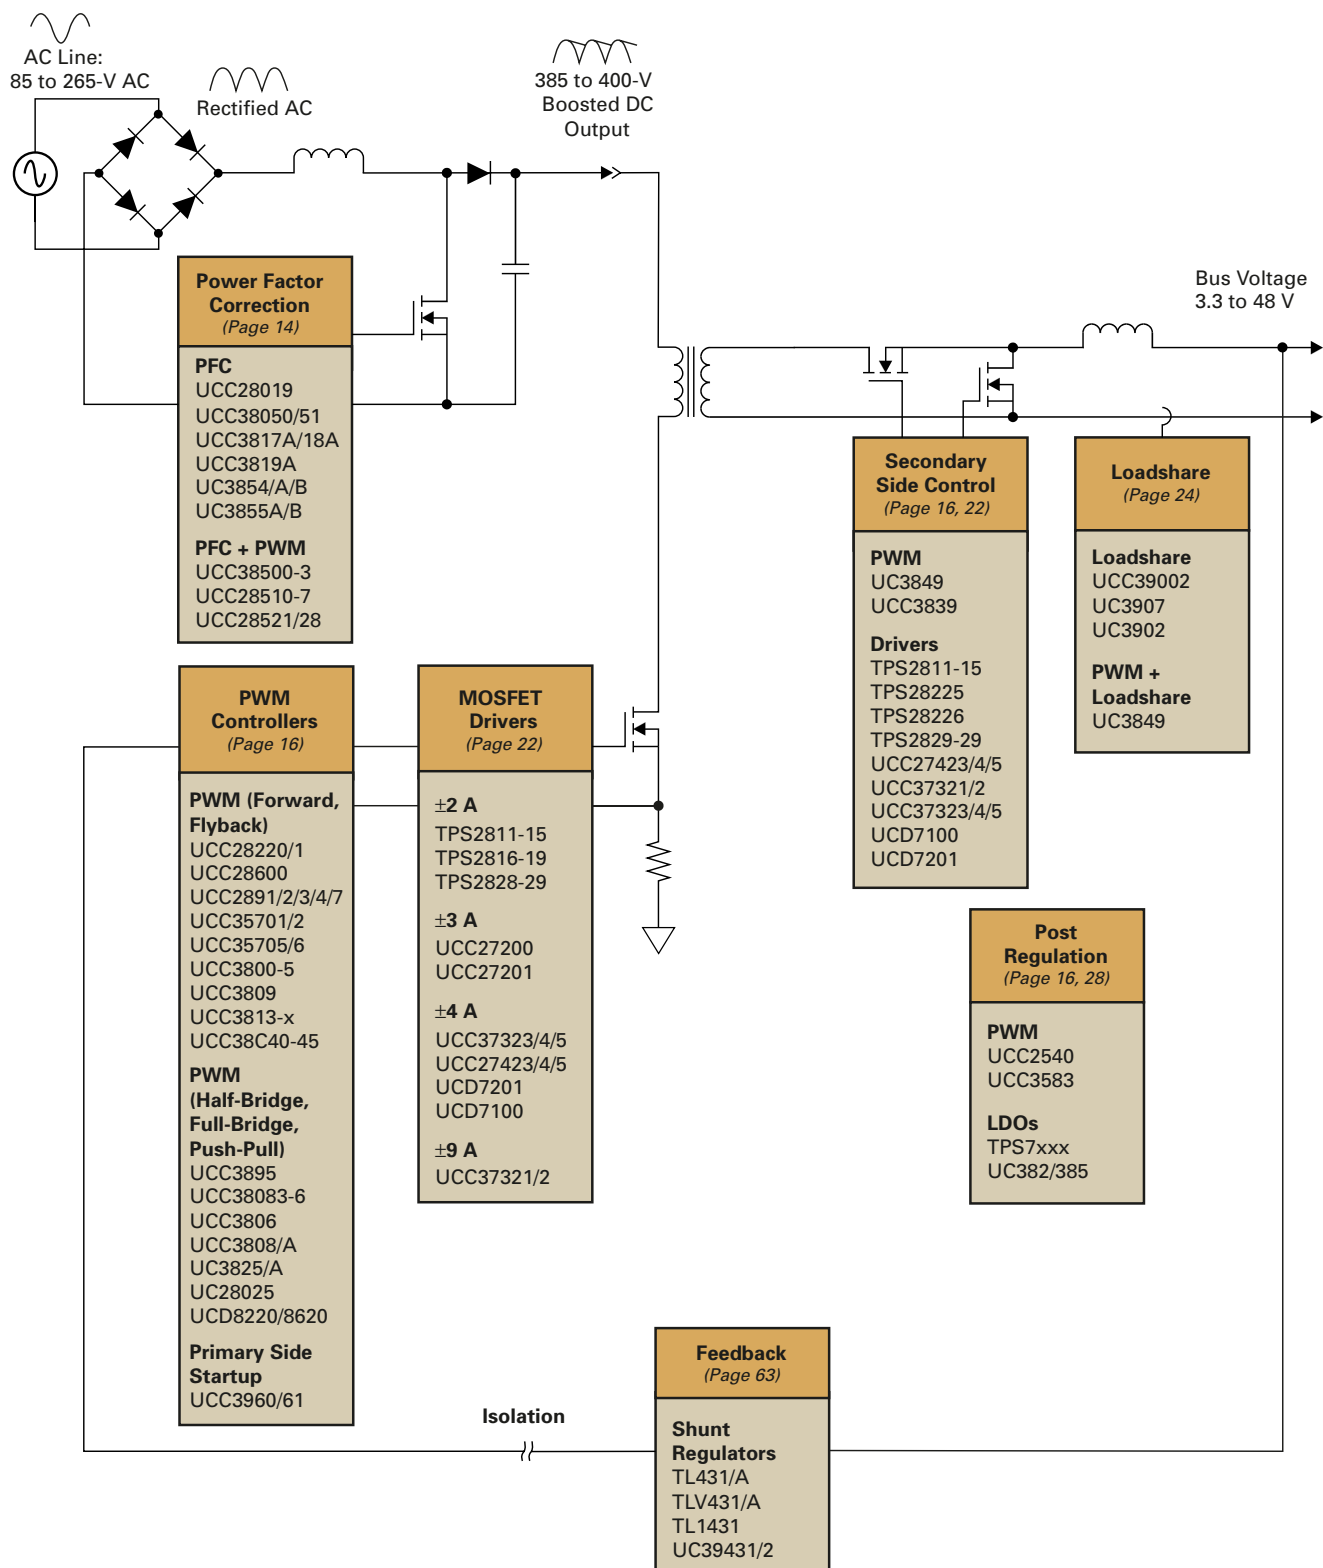 AC Line:
85 to 265-V AC
Rectified AC
385 to 400-V
Boosted DC
Output
Bus Voltage
3.3 to 48 V
Power Factor
Correction
(Page 14)
PFC
UCC28019
UCC38050/51
UCC3817A/18A
UCC3819A
UC3854/A/B
UC3855A/B
PFC + PWM
UCC38500-3
UCC28510-7
UCC28521/28
Secondary
Side Control
(Page 16, 22)
PWM
UC3849
UCC3839
Drivers
TPS2811-15
TPS28225
TPS28226
TPS2829-29
UCC27423/4/5
UCC37321/2
UCC37323/4/5
UCD7100
UCD7201
Loadshare
(Page 24)
Loadshare
UCC39002
UC3907
UC3902
PWM +
Loadshare
UC3849
PWM
Controllers
(Page 16)
PWM (Forward,
Flyback)
UCC28220/1
UCC28600
UCC2891/2/3/4/7
UCC35701/2
UCC35705/6
UCC3800-5
UCC3809
UCC3813-x
UCC38C40-45
PWM
(Half-Bridge,
Full-Bridge,
Push-Pull)
UCC3895
UCC38083-6
UCC3806
UCC3808/A
UC3825/A
UC28025
UCD8220/8620
Primary Side
Startup
UCC3960/61
MOSFET
Drivers
(Page 22)
±2 A
TPS2811-15
TPS2816-19
TPS2828-29
±3 A
UCC27200
UCC27201
±4 A
UCC37323/4/5
UCC27423/4/5
UCD7201
UCD7100
±9 A
UCC37321/2
Post
Regulation
(Page 16, 28)
PWM
UCC2540
UCC3583
LDOs
TPS7xxx
UC382/385
Isolation
Feedback
(Page 63)
Shunt
Regulators
TL431/A
TLV431/A
TL1431
UC39431/2